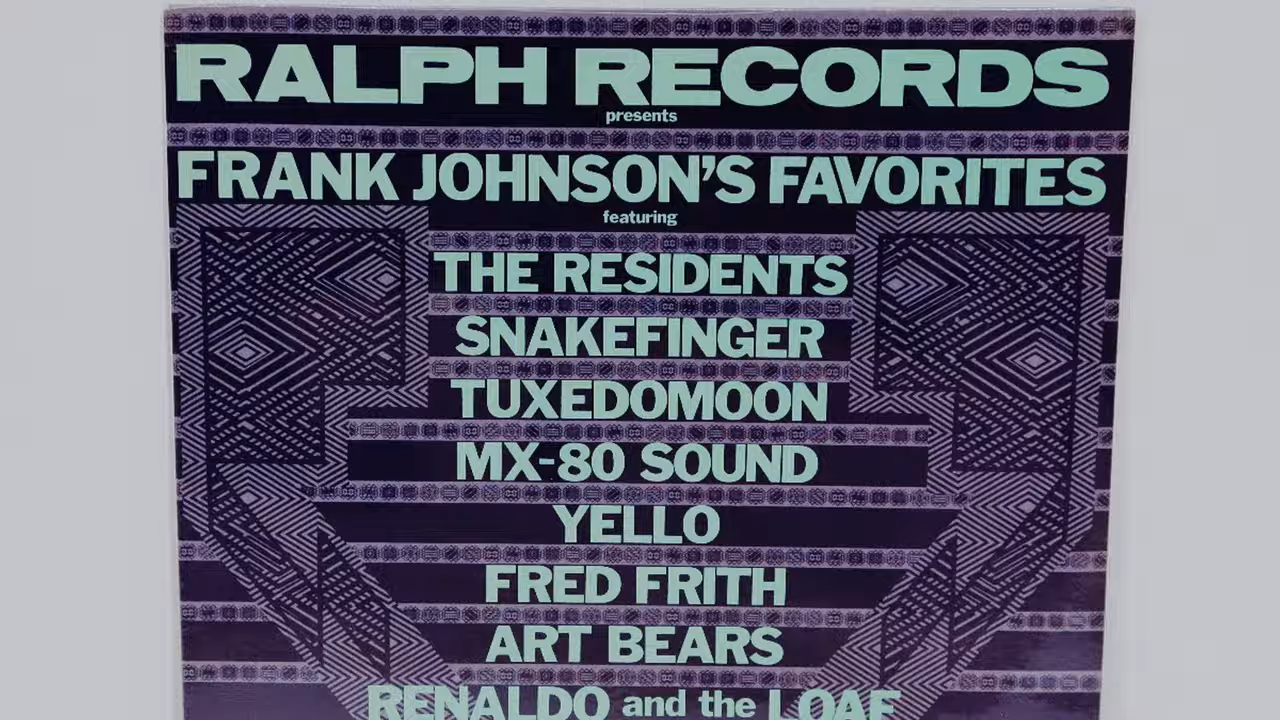 RALPH RECORDS
presents
FRANK JOHNSON'S FAVORITES
featuring
THE RESIDENTS
SNAKEFINGER
TUXEDOMOON
MX-80 SOUND
YELLO
FRED FRITH
ART BEARS
RENALDO and the LOAF